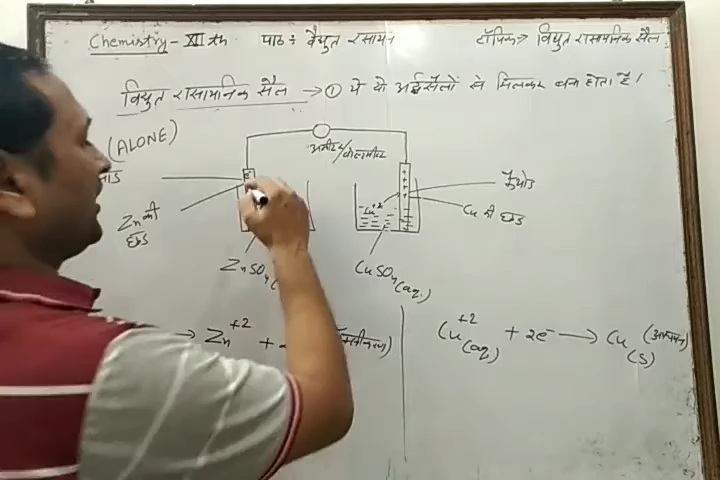 Chemistry - XII th पाठ ÷ वैद्युत रसायन टॉपिक → विद्युत रासायनिक सैल
विद्युत रासायनिक सैल → ① ये दो अर्द्धसैलों से मिलकर बना होता है।
(ALONE)
अमीटर/वोल्टमीटर
कैथोड
Zn की छड़
Cu की छड़
Cu+2
ZnSO4(
CuSO4(aq.)
→ Zn+2 +
Cu+2(aq) + 2e- → Cu(s) (अपचयन)